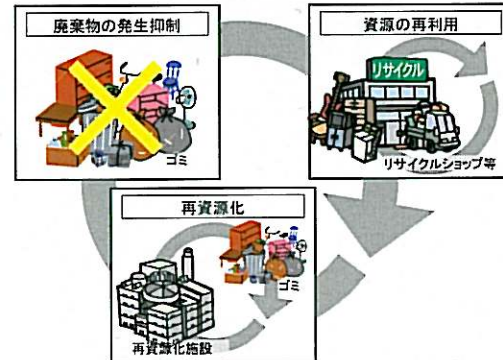 廃棄物の発生抑制
ゴミ
資源の再利用
リサイクル
リサイクルショップ等
再資源化
ゴミ
再資源化施設